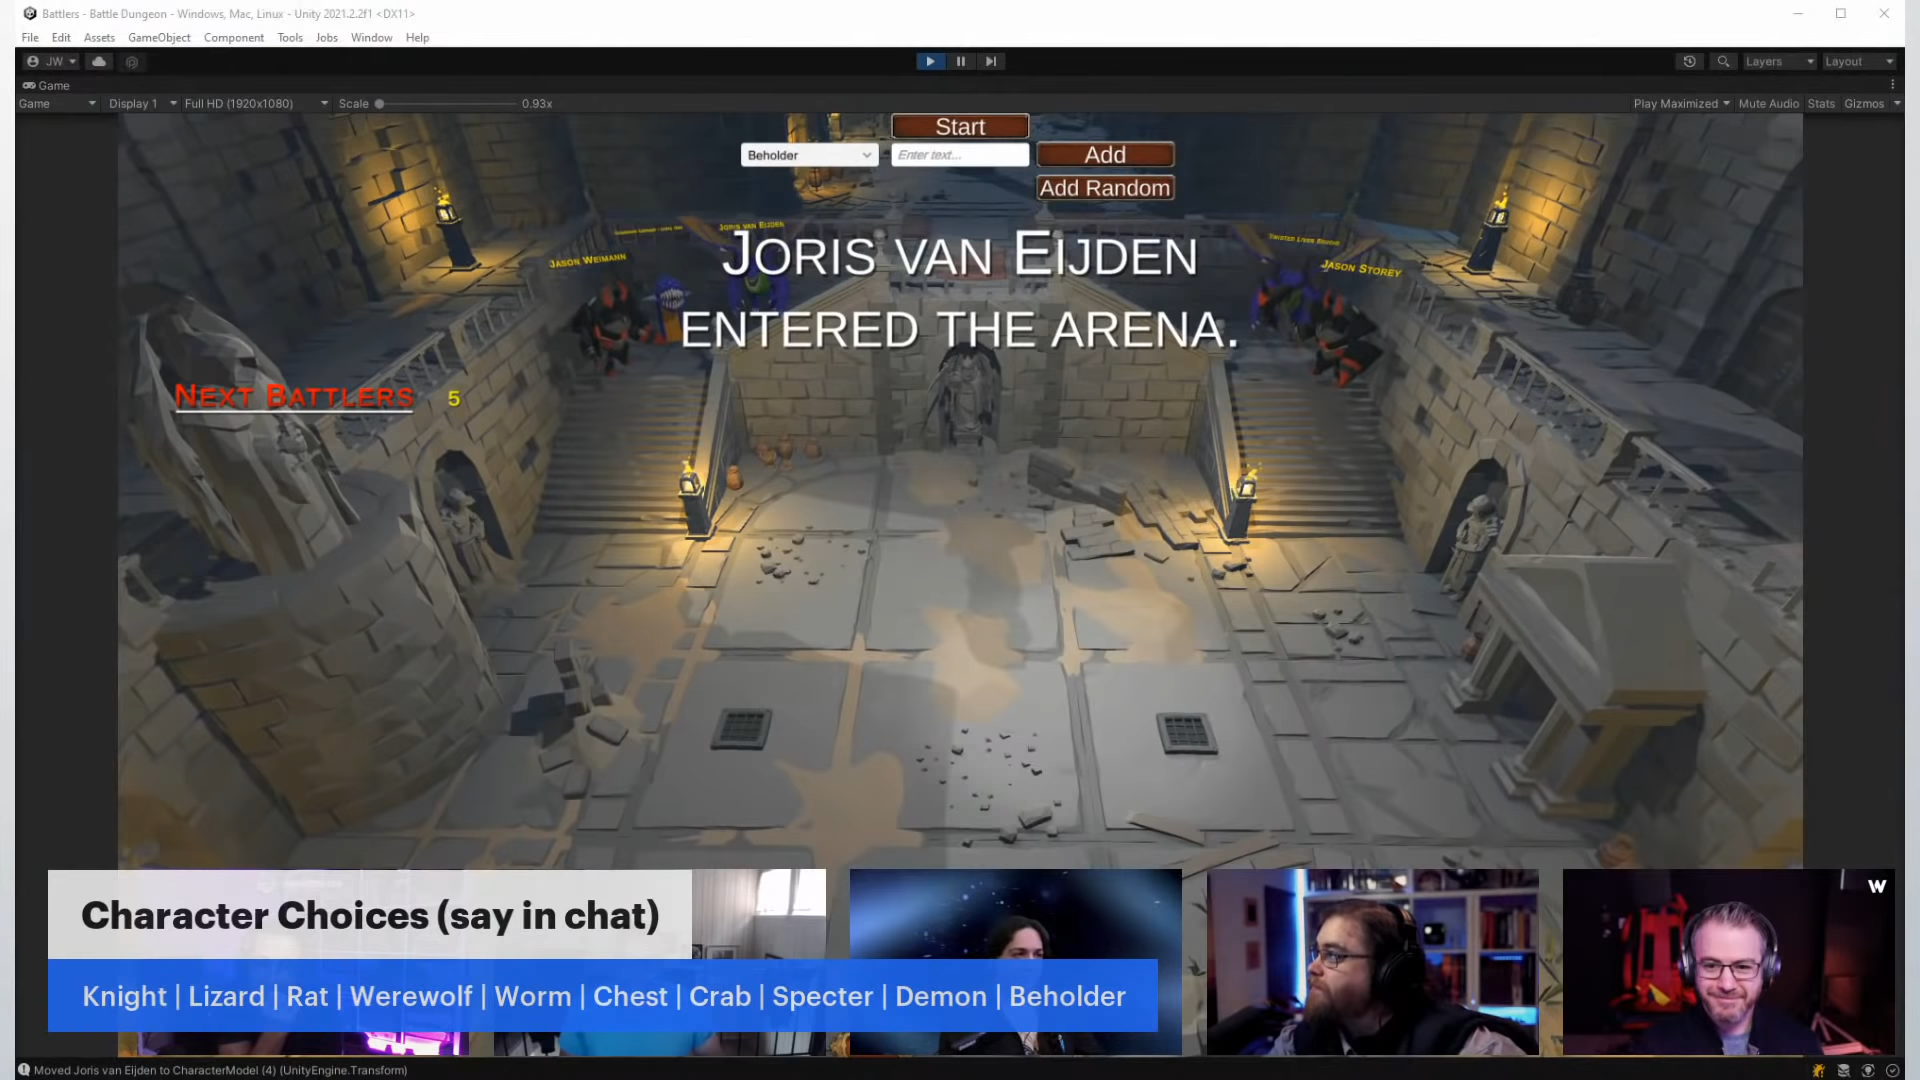 Battlers - Battle Dungeon - Windows, Mac, Linux - Unity 2021.2.2f1 <DX11>
File Edit Assets GameObject Component Tools Jobs Window Help
JW Layers Layout
Game
Game Display 1 Full HD (1920x1080) Scale 0.93x Play Maximized Mute Audio Stats Gizmos
Start
Beholder Enter text... Add
Add Random
JORIS VAN EIJDEN
JASON WEIMANN
JASON STOREY
JORIS VAN EIJDEN
ENTERED THE ARENA.
NEXT BATTLERS 5
Character Choices (say in chat)
Knight | Lizard | Rat | Werewolf | Worm | Chest | Crab | Specter | Demon | Beholder
W
Moved Joris van Eijden to CharacterModel (4) (UnityEngine.Transform)